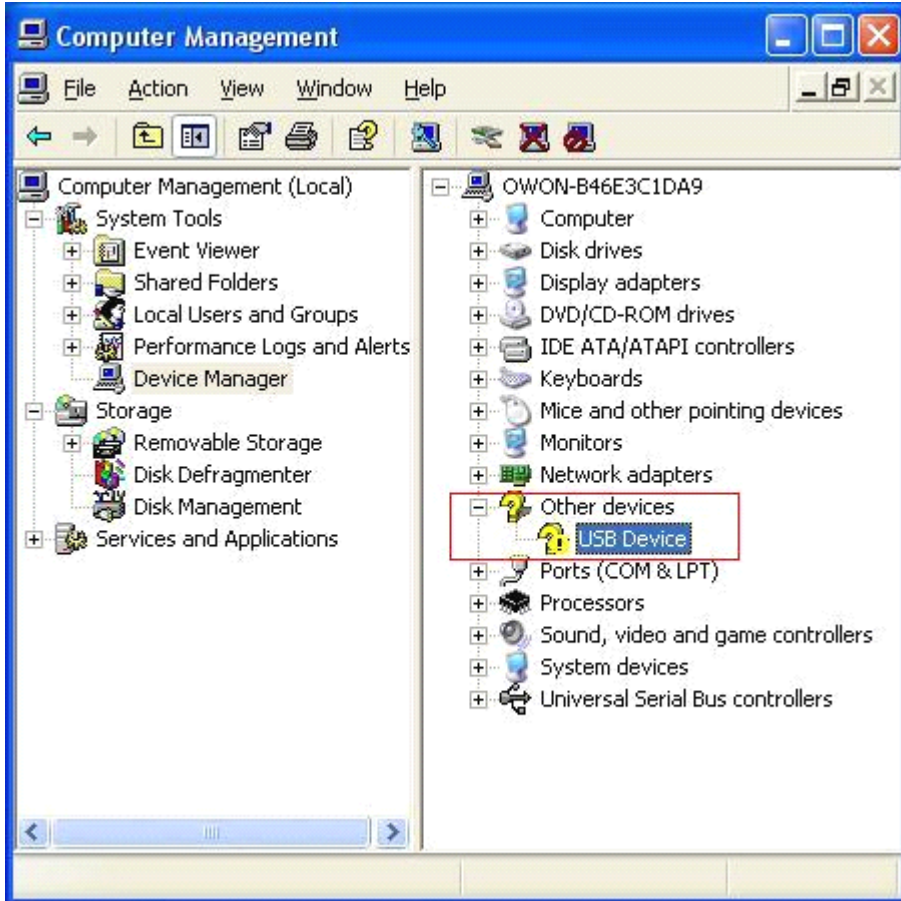 Computer Management
File Action View Window Help
Computer Management (Local)
System Tools
Event Viewer
Shared Folders
Local Users and Groups
Performance Logs and Alerts
Device Manager
Storage
Removable Storage
Disk Defragmenter
Disk Management
Services and Applications
OWON-B46E3C1DA9
Computer
Disk drives
Display adapters
DVD/CD-ROM drives
IDE ATA/ATAPI controllers
Keyboards
Mice and other pointing devices
Monitors
Network adapters
Other devices
USB Device
Ports (COM & LPT)
Processors
Sound, video and game controllers
System devices
Universal Serial Bus controllers